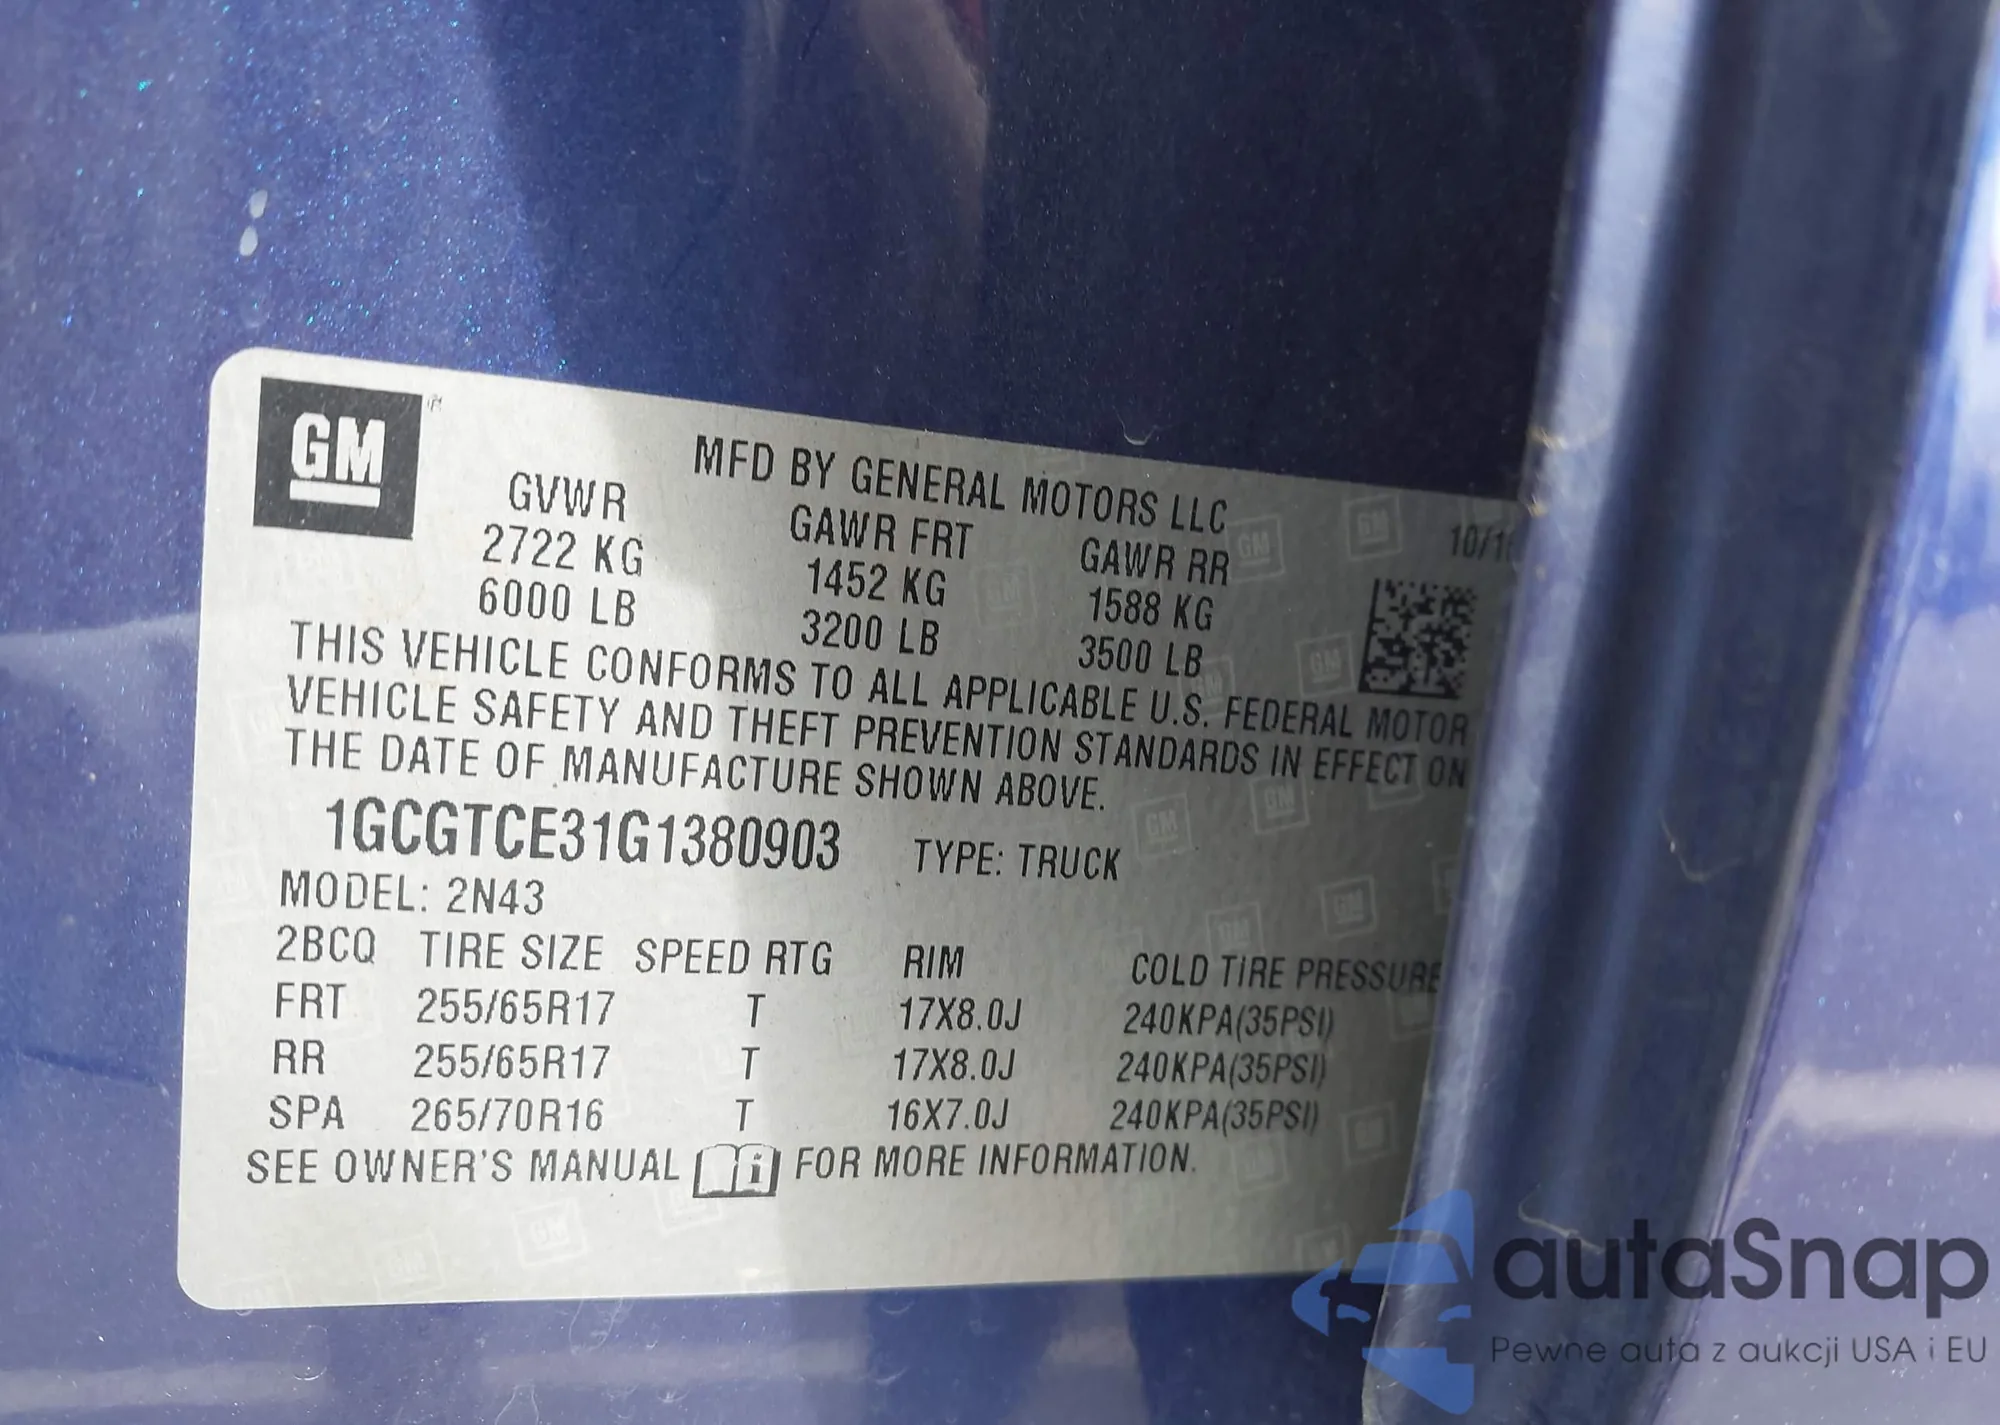 GM
MFD BY GENERAL MOTORS LLC
GVWR GAWR FRT GAWR RR
2722 KG 1452 KG 1588 KG
6000 LB 3200 LB 3500 LB
THIS VEHICLE CONFORMS TO ALL APPLICABLE U.S. FEDERAL MOTOR
VEHICLE SAFETY AND THEFT PREVENTION STANDARDS IN EFFECT ON
THE DATE OF MANUFACTURE SHOWN ABOVE.
1GCGTCE31G1380903 TYPE: TRUCK
MODEL: 2N43
2BCQ TIRE SIZE SPEED RTG RIM COLD TIRE PRESSURE
FRT 255/65R17 T 17X8.0J 240KPA(35PSI)
RR 255/65R17 T 17X8.0J 240KPA(35PSI)
SPA 265/70R16 T 16X7.0J 240KPA(35PSI)
SEE OWNER'S MANUAL i FOR MORE INFORMATION.
autaSnap
Pewne auta z aukcji USA i EU